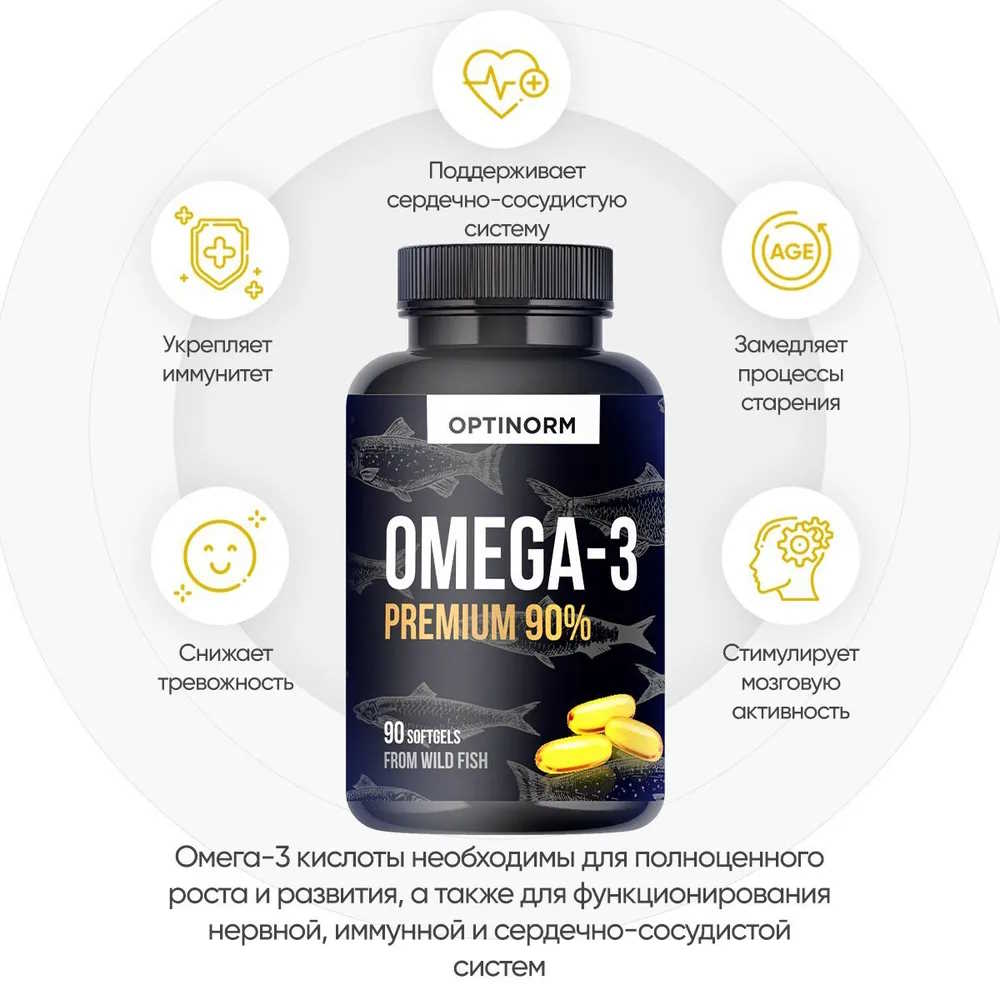 Поддерживает
сердечно-сосудистую
систему
Укрепляет
иммунитет
AGE
Замедляет
процессы
старения
OPTINORM
OMEGA-3
PREMIUM 90%
Снижает
тревожность
Стимулирует
мозговую
активность
90 SOFTGELS
FROM WILD FISH
Омега-3 кислоты необходимы для полноценного
роста и развития, а также для функционирования
нервной, иммунной и сердечно-сосудистой
систем